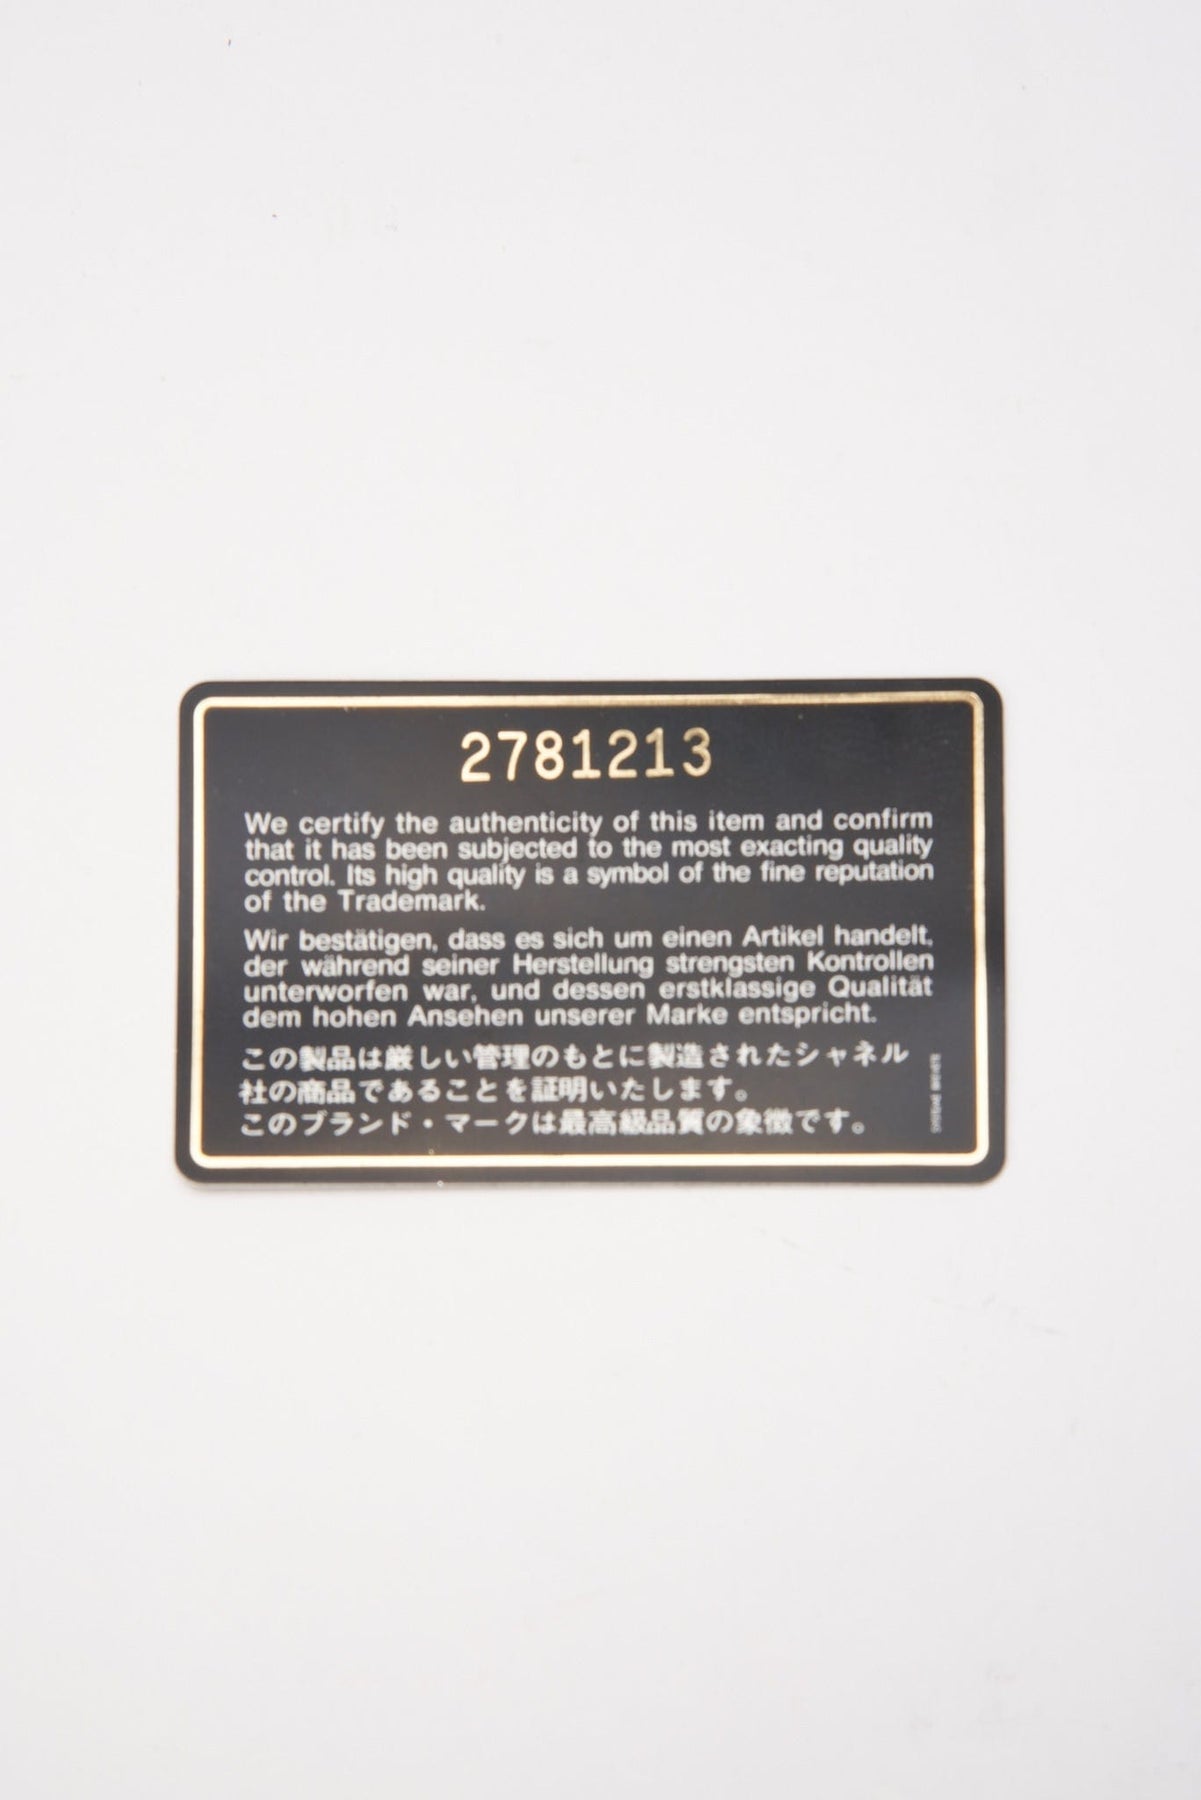 2781213
We certify the authenticity of this item and confirm
that it has been subjected to the most exacting quality
control. Its high quality is a symbol of the fine reputation
of the Trademark.
Wir bestätigen, dass es sich um einen Artikel handelt,
der während seiner Herstellung strengsten Kontrollen
unterworfen war, und dessen erstklassige Qualität
dem hohen Ansehen unserer Marke entspricht.
この製品は厳しい管理のもとに製造されたシャネル
社の商品であることを証明いたします。
このブランド・マークは最高級品質の象徴です。